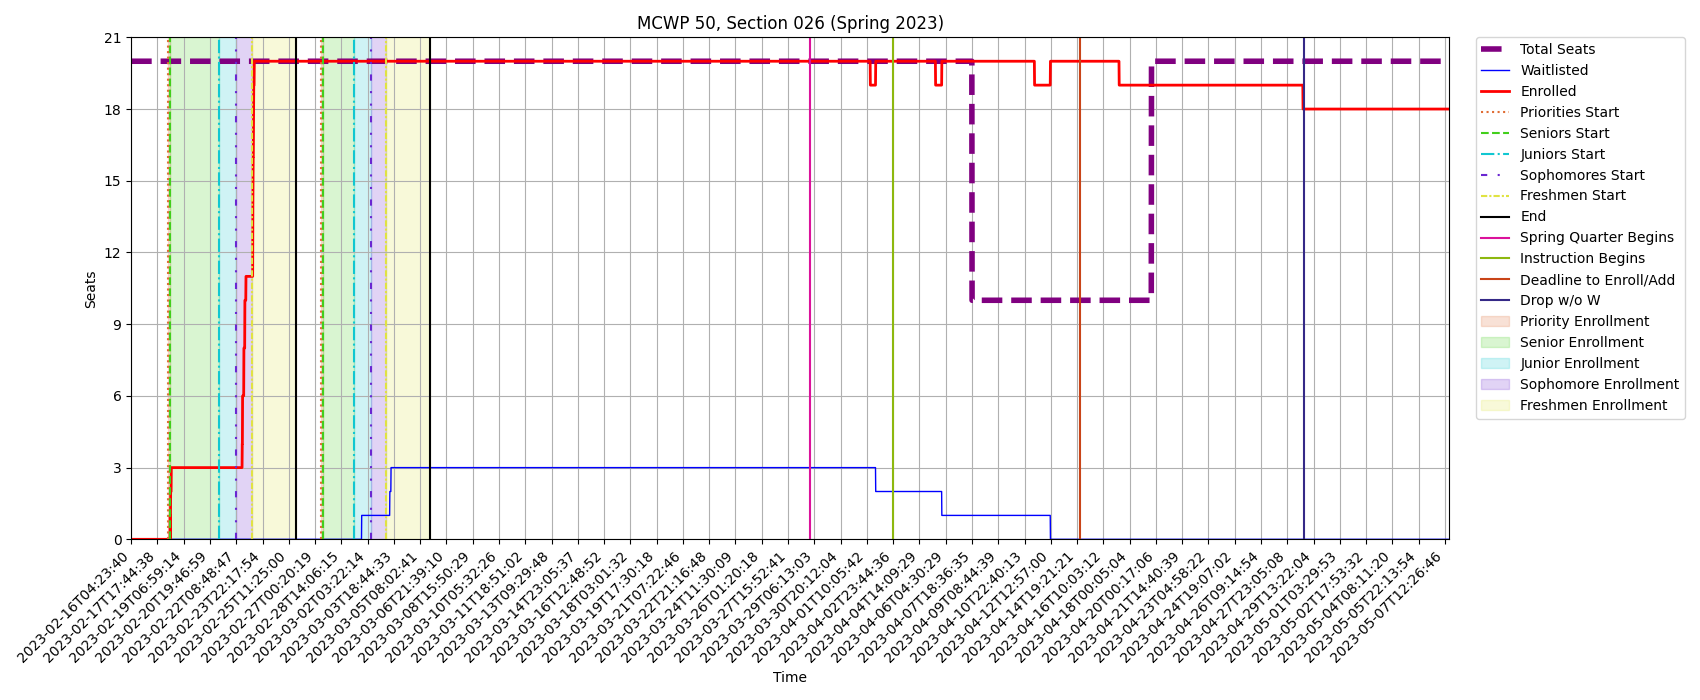 MCWP 50, Section 026 (Spring 2023)
Seats
21
18
15
12
9
6
3
0
2023-02-16T04:23:40
2023-02-17T17:44:38
2023-02-19T06:59:14
2023-02-20T19:46:59
2023-02-22T08:48:47
2023-02-23T22:17:54
2023-02-25T11:25:00
2023-02-27T00:20:19
2023-02-28T14:06:15
2023-03-02T03:22:14
2023-03-03T18:44:33
2023-03-05T08:02:41
2023-03-06T21:39:10
2023-03-08T15:50:29
2023-03-10T05:32:26
2023-03-11T18:51:02
2023-03-13T09:29:48
2023-03-14T23:05:37
2023-03-16T12:48:52
2023-03-18T03:01:32
2023-03-19T17:30:18
2023-03-21T07:22:46
2023-03-22T21:16:48
2023-03-24T11:30:09
2023-03-26T01:20:18
2023-03-27T15:52:41
2023-03-29T06:13:03
2023-03-30T20:12:04
2023-04-01T10:05:42
2023-04-02T23:44:36
2023-04-04T14:09:29
2023-04-06T04:30:29
2023-04-07T18:36:35
2023-04-09T08:44:39
2023-04-10T22:40:13
2023-04-12T12:57:00
2023-04-14T19:21:21
2023-04-16T10:03:12
2023-04-18T00:05:04
2023-04-20T00:17:06
2023-04-21T14:40:39
2023-04-23T04:58:22
2023-04-24T19:07:02
2023-04-26T09:14:54
2023-04-27T23:05:08
2023-04-29T13:22:04
2023-05-01T03:29:53
2023-05-02T17:53:32
2023-05-04T08:11:20
2023-05-05T22:13:54
2023-05-07T12:26:46
Time
Total Seats
Waitlisted
Enrolled
Priorities Start
Seniors Start
Juniors Start
Sophomores Start
Freshmen Start
End
Spring Quarter Begins
Instruction Begins
Deadline to Enroll/Add
Drop w/o W
Priority Enrollment
Senior Enrollment
Junior Enrollment
Sophomore Enrollment
Freshmen Enrollment